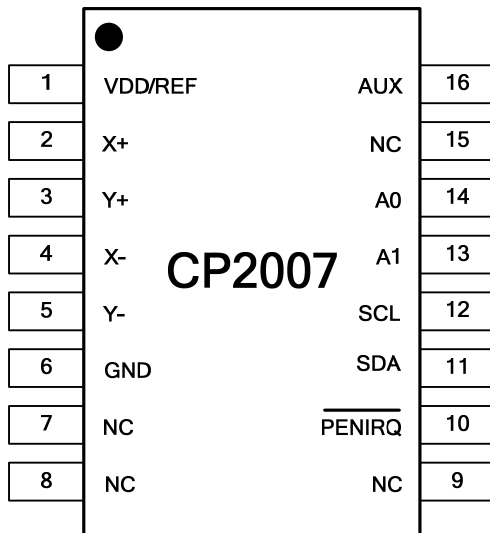 1 VDD/REF AUX 16
2 X+ NC 15
3 Y+ A0 14
4 X- A1 13
CP2007
5 Y- SCL 12
6 GND SDA 11
7 NC PENIRQ 10
8 NC NC 9